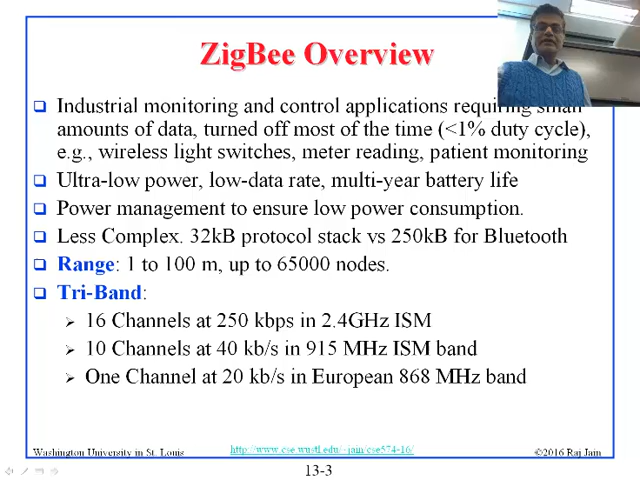 ZigBee Overview
Industrial monitoring and control applications requiring small
amounts of data, turned off most of the time (<1% duty cycle),
e.g., wireless light switches, meter reading, patient monitoring
Ultra-low power, low-data rate, multi-year battery life
Power management to ensure low power consumption.
Less Complex. 32kB protocol stack vs 250kB for Bluetooth
Range: 1 to 100 m, up to 65000 nodes.
Tri-Band:
16 Channels at 250 kbps in 2.4GHz ISM
10 Channels at 40 kb/s in 915 MHz ISM band
One Channel at 20 kb/s in European 868 MHz band
Washington University in St. Louis
http://www.cse.wustl.edu/~jain/cse574-16/
©2016 Raj Jain
13-3